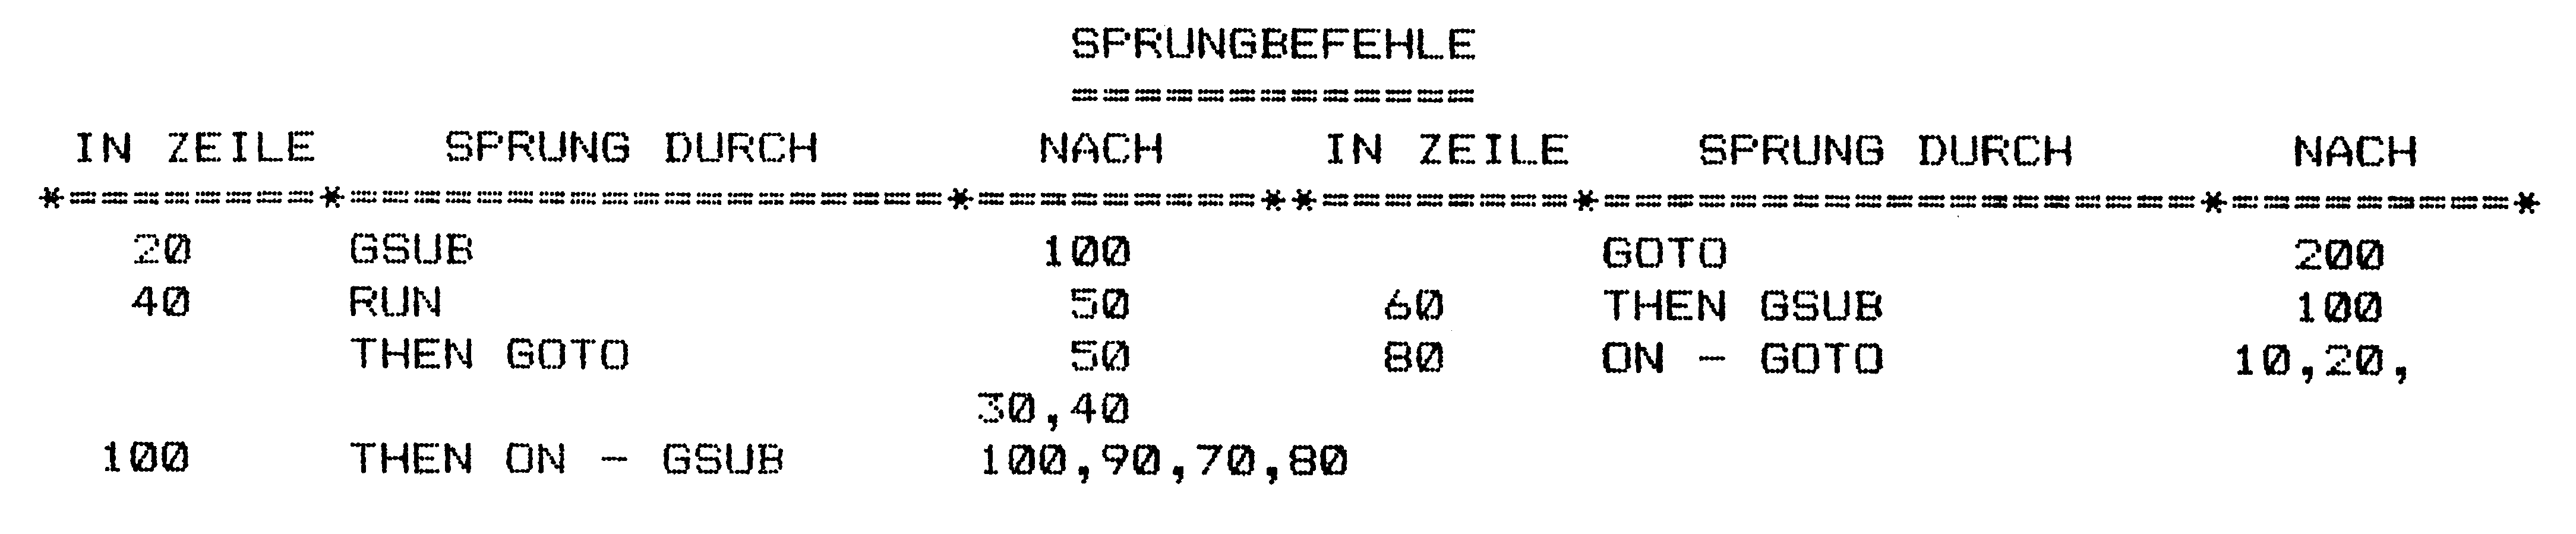 SPRUNGBEFEHLE
=============
IN ZEILE    SPRUNG DURCH       NACH     IN ZEILE    SPRUNG DURCH       NACH
*========*===================*=========**========*===================*=========*
   20     GSUB                  100               GOTO                  200
   40     RUN                    50        60     THEN GSUB             100
          THEN GOTO              50        80     ON - GOTO           10,20,
                              30,40
  100     THEN ON - GSUB      100,90,70,80